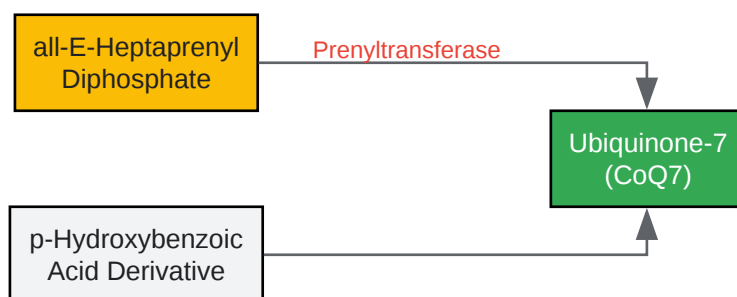 all-E-Heptaprenyl
Diphosphate
Prenyltransferase
Ubiquinone-7
(CoQ7)
p-Hydroxybenzoic
Acid Derivative